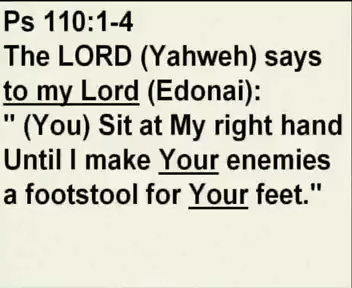 Ps 110:1-4
The LORD (Yahweh) says
to my Lord (Edonai):
" (You) Sit at My right hand
Until I make Your enemies
a footstool for Your feet."